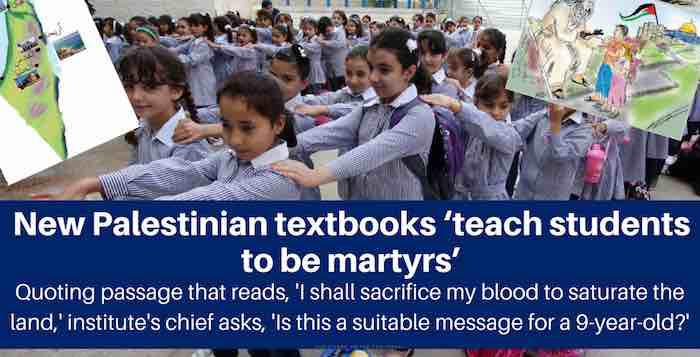 New Palestinian textbooks ‘teach students
to be martyrs’
Quoting passage that reads, 'I shall sacrifice my blood to saturate the
land,' institute's chief asks, 'Is this a suitable message for a 9-year-old?'